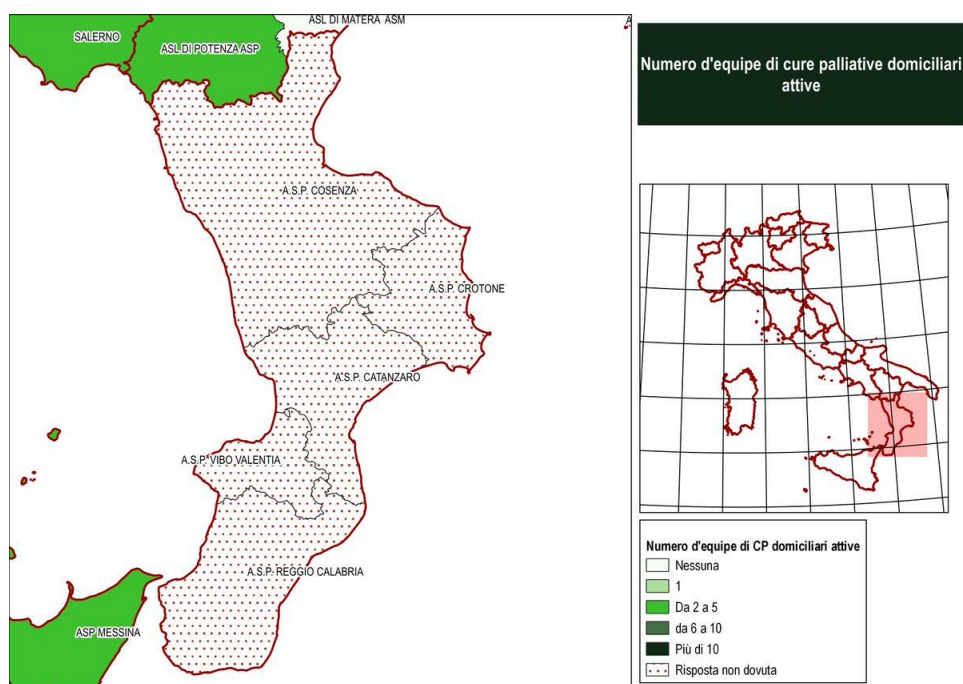 ASL DI MATERA ASM
A
SALERNO
ASL DI POTENZA ASP
A.S.P. COSENZA
A.S.P. CROTONE
A.S.P. CATANZARO
A.S.P. VIBO VALENTIA
A.S.P. REGGIO CALABRIA
ASP MESSINA
Numero d'equipe di cure palliative domiciliari
attive
Numero d'equipe di CP domiciliari attive
Nessuna
1
Da 2 a 5
da 6 a 10
Più di 10
Risposta non dovuta